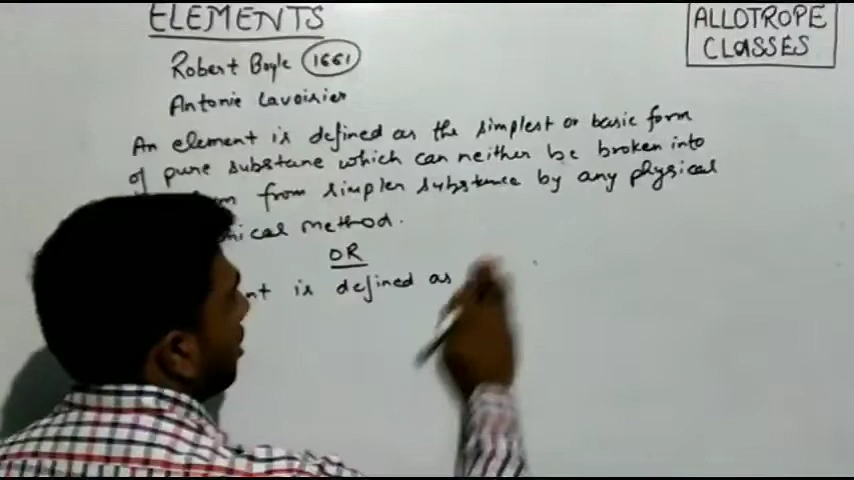 ELEMENTS
ALLOTROPE
CLASSES
Robert Boyle 1661
Antonie Lavoisier
An element is defined as the simplest or basic form
of pure substane which can neither be broken into
from simpler substance by any physical
method.
OR
is defined as